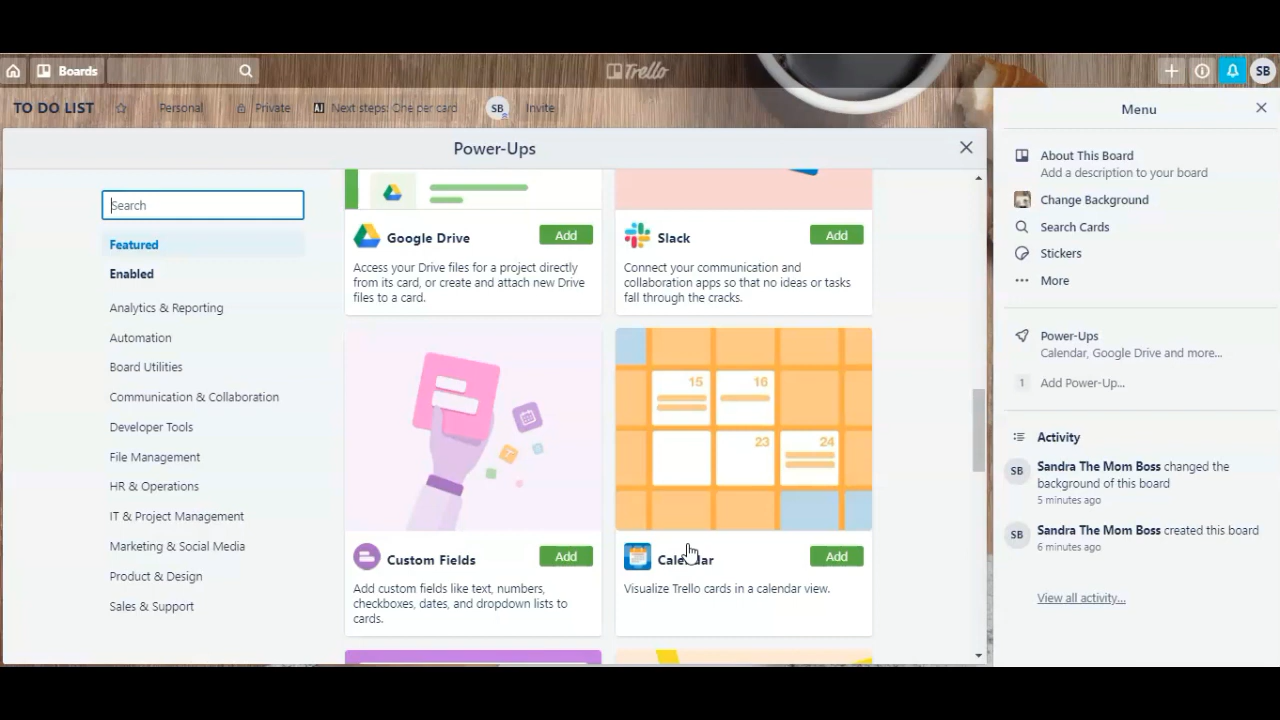 Boards
Trello
SB
TO DO LIST
Personal
Private
Next steps: One per card
SB
Invite
Power-Ups
Search
Featured
Enabled
Analytics & Reporting
Automation
Board Utilities
Communication & Collaboration
Developer Tools
File Management
HR & Operations
IT & Project Management
Marketing & Social Media
Product & Design
Sales & Support
Google Drive
Add
Access your Drive files for a project directly
from its card, or create and attach new Drive
files to a card.
Slack
Add
Connect your communication and
collaboration apps so that no ideas or tasks
fall through the cracks.
Custom Fields
Add
Add custom fields like text, numbers,
checkboxes, dates, and dropdown lists to
cards.
15
16
23
24
Calendar
Add
Visualize Trello cards in a calendar view.
Menu
About This Board
Add a description to your board
Change Background
Search Cards
Stickers
More
Power-Ups
Calendar, Google Drive and more...
1
Add Power-Up...
Activity
SB
Sandra The Mom Boss changed the
background of this board
5 minutes ago
SB
Sandra The Mom Boss created this board
6 minutes ago
View all activity...